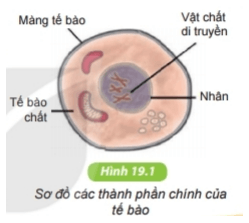 Màng tế bào
Vật chất
di truyền
Tế bào
chất
Nhân
Hình 19.1
Sơ đồ các thành phần chính của
tế bào